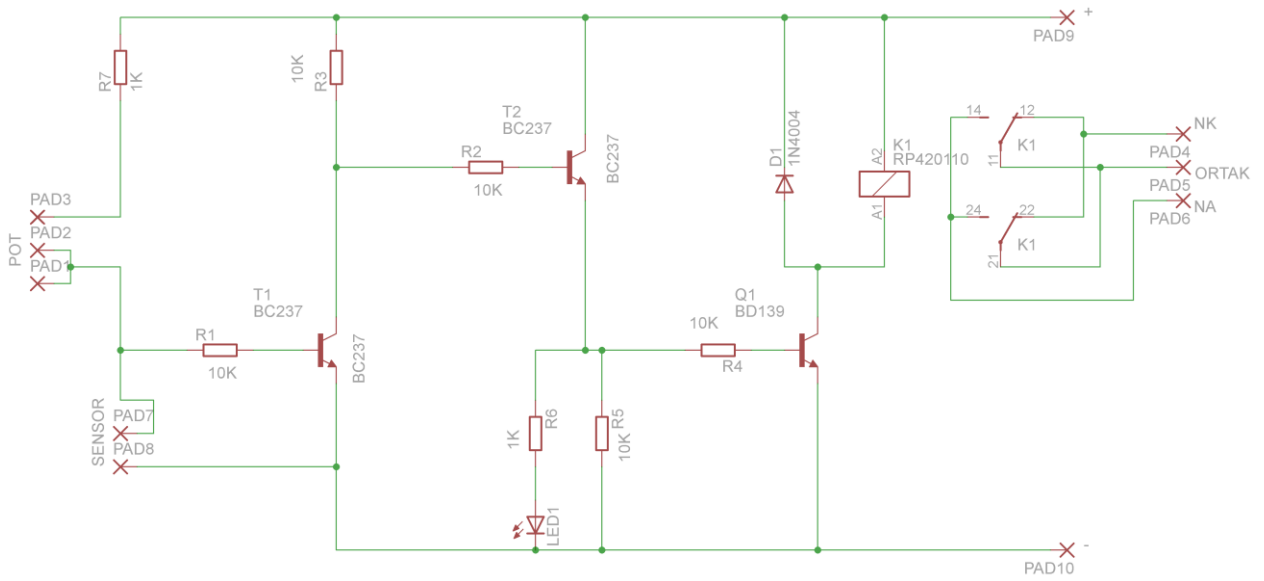 +
PAD9
R7
1K
10K
R3
T2
BC237
BC237
R2
10K
D1
1N4004
A2
K1
RP420110
A1
14
12
K1
11
NK
PAD4
ORTAK
PAD5
NA
PAD6
24
22
K1
21
PAD3
PAD2
PAD1
POT
T1
BC237
BC237
R1
10K
Q1
BD139
10K
R4
SENSOR
PAD7
PAD8
1K
R6
R5
10K
LED1
-
PAD10